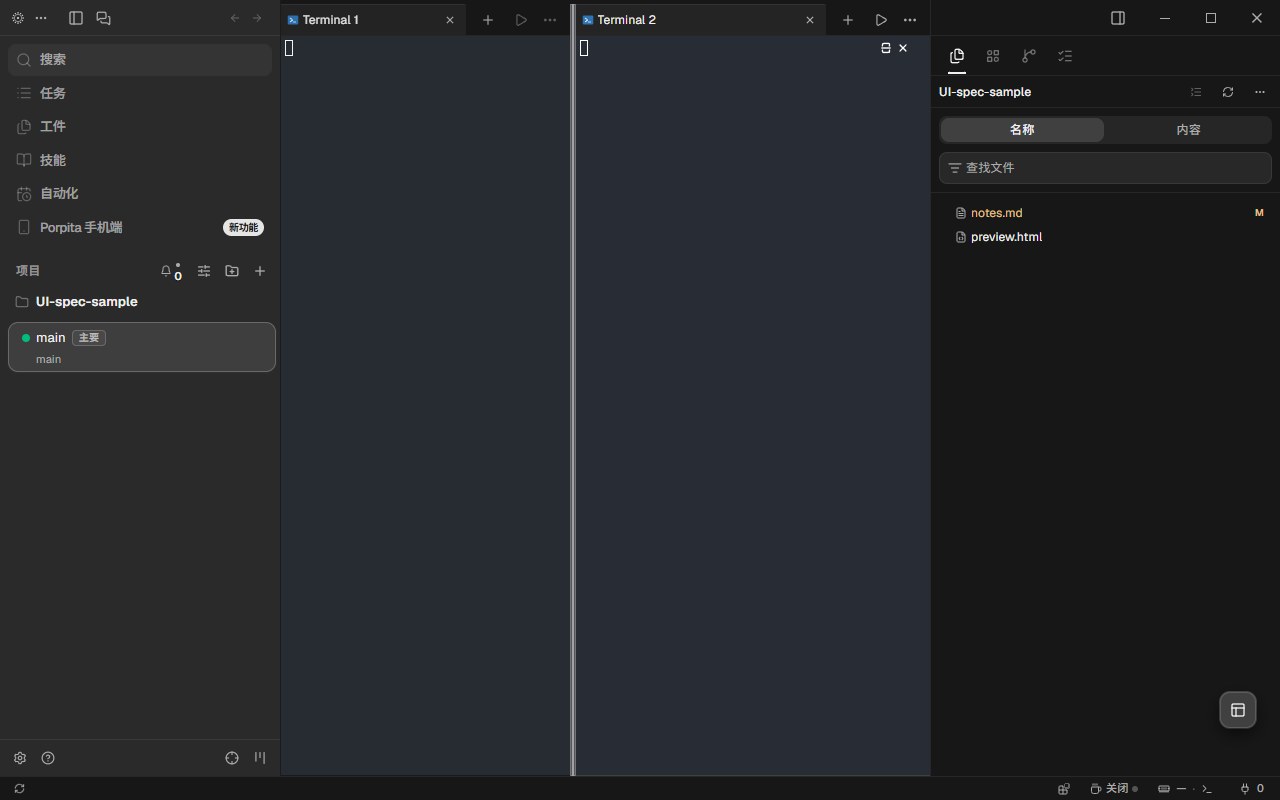 Terminal 1
Terminal 2
搜索
任务
工件
技能
自动化
Porpita 手机端
新功能
项目
0
UI-spec-sample
main 主要
main
UI-spec-sample
名称
内容
查找文件
notes.md
M
preview.html
关闭
0